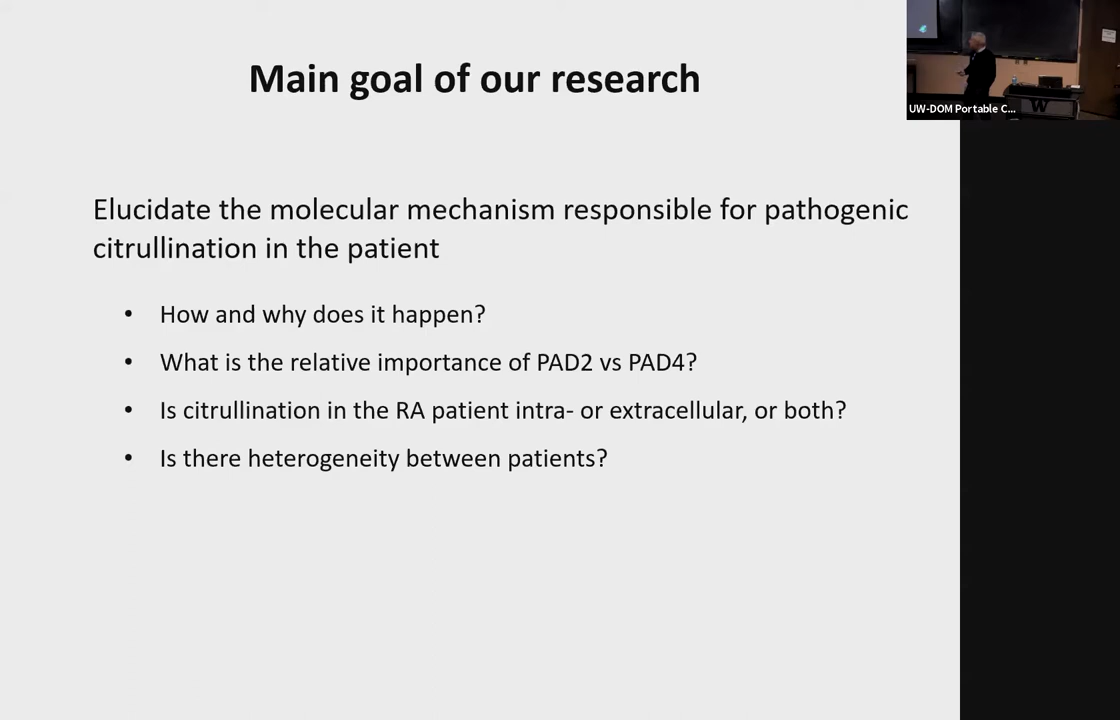 Main goal of our research
UW-DOM Portable C...
W
Elucidate the molecular mechanism responsible for pathogenic
citrullination in the patient
• How and why does it happen?
• What is the relative importance of PAD2 vs PAD4?
• Is citrullination in the RA patient intra- or extracellular, or both?
• Is there heterogeneity between patients?